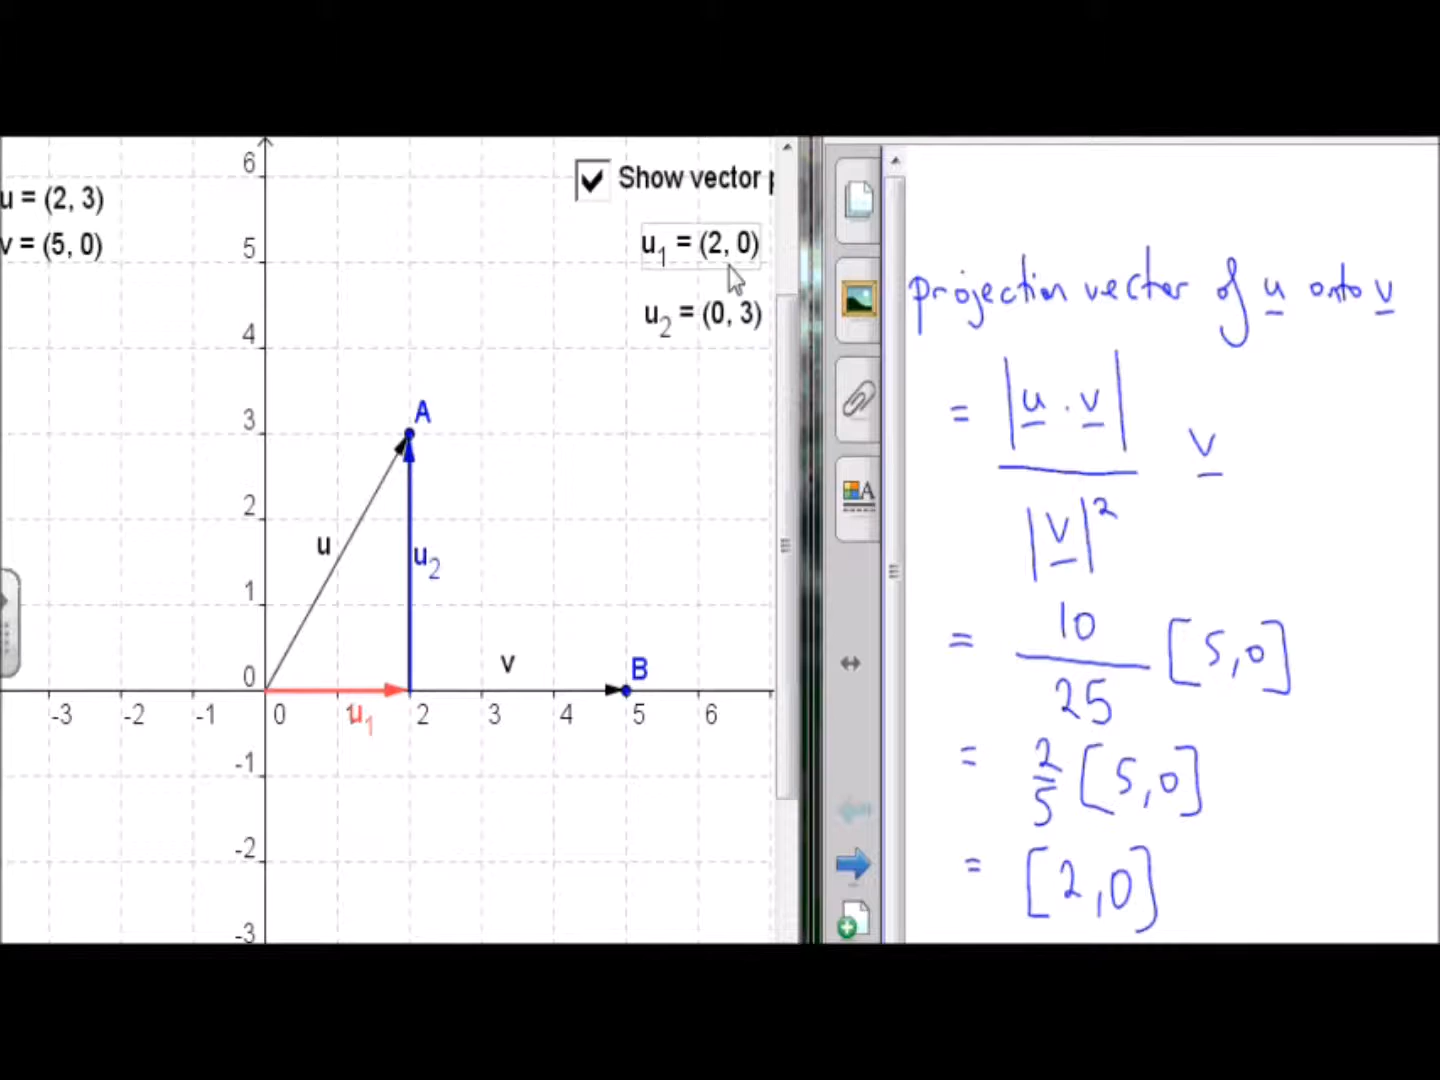 6
Show vector
u = (2, 3)
u₁ = (2, 0)
v = (5, 0)
5
u₂ = (0, 3)
4
3
A
2
u
u₂
1
0
v
B
-3 -2 -1 0 u₁ 2 3 4 5 6
-1
-2
-3
projection vector of u onto v
= |u . v| / |v|² v
= 10/25 [5,0]
= 2/5 [5,0]
= [2,0]
A